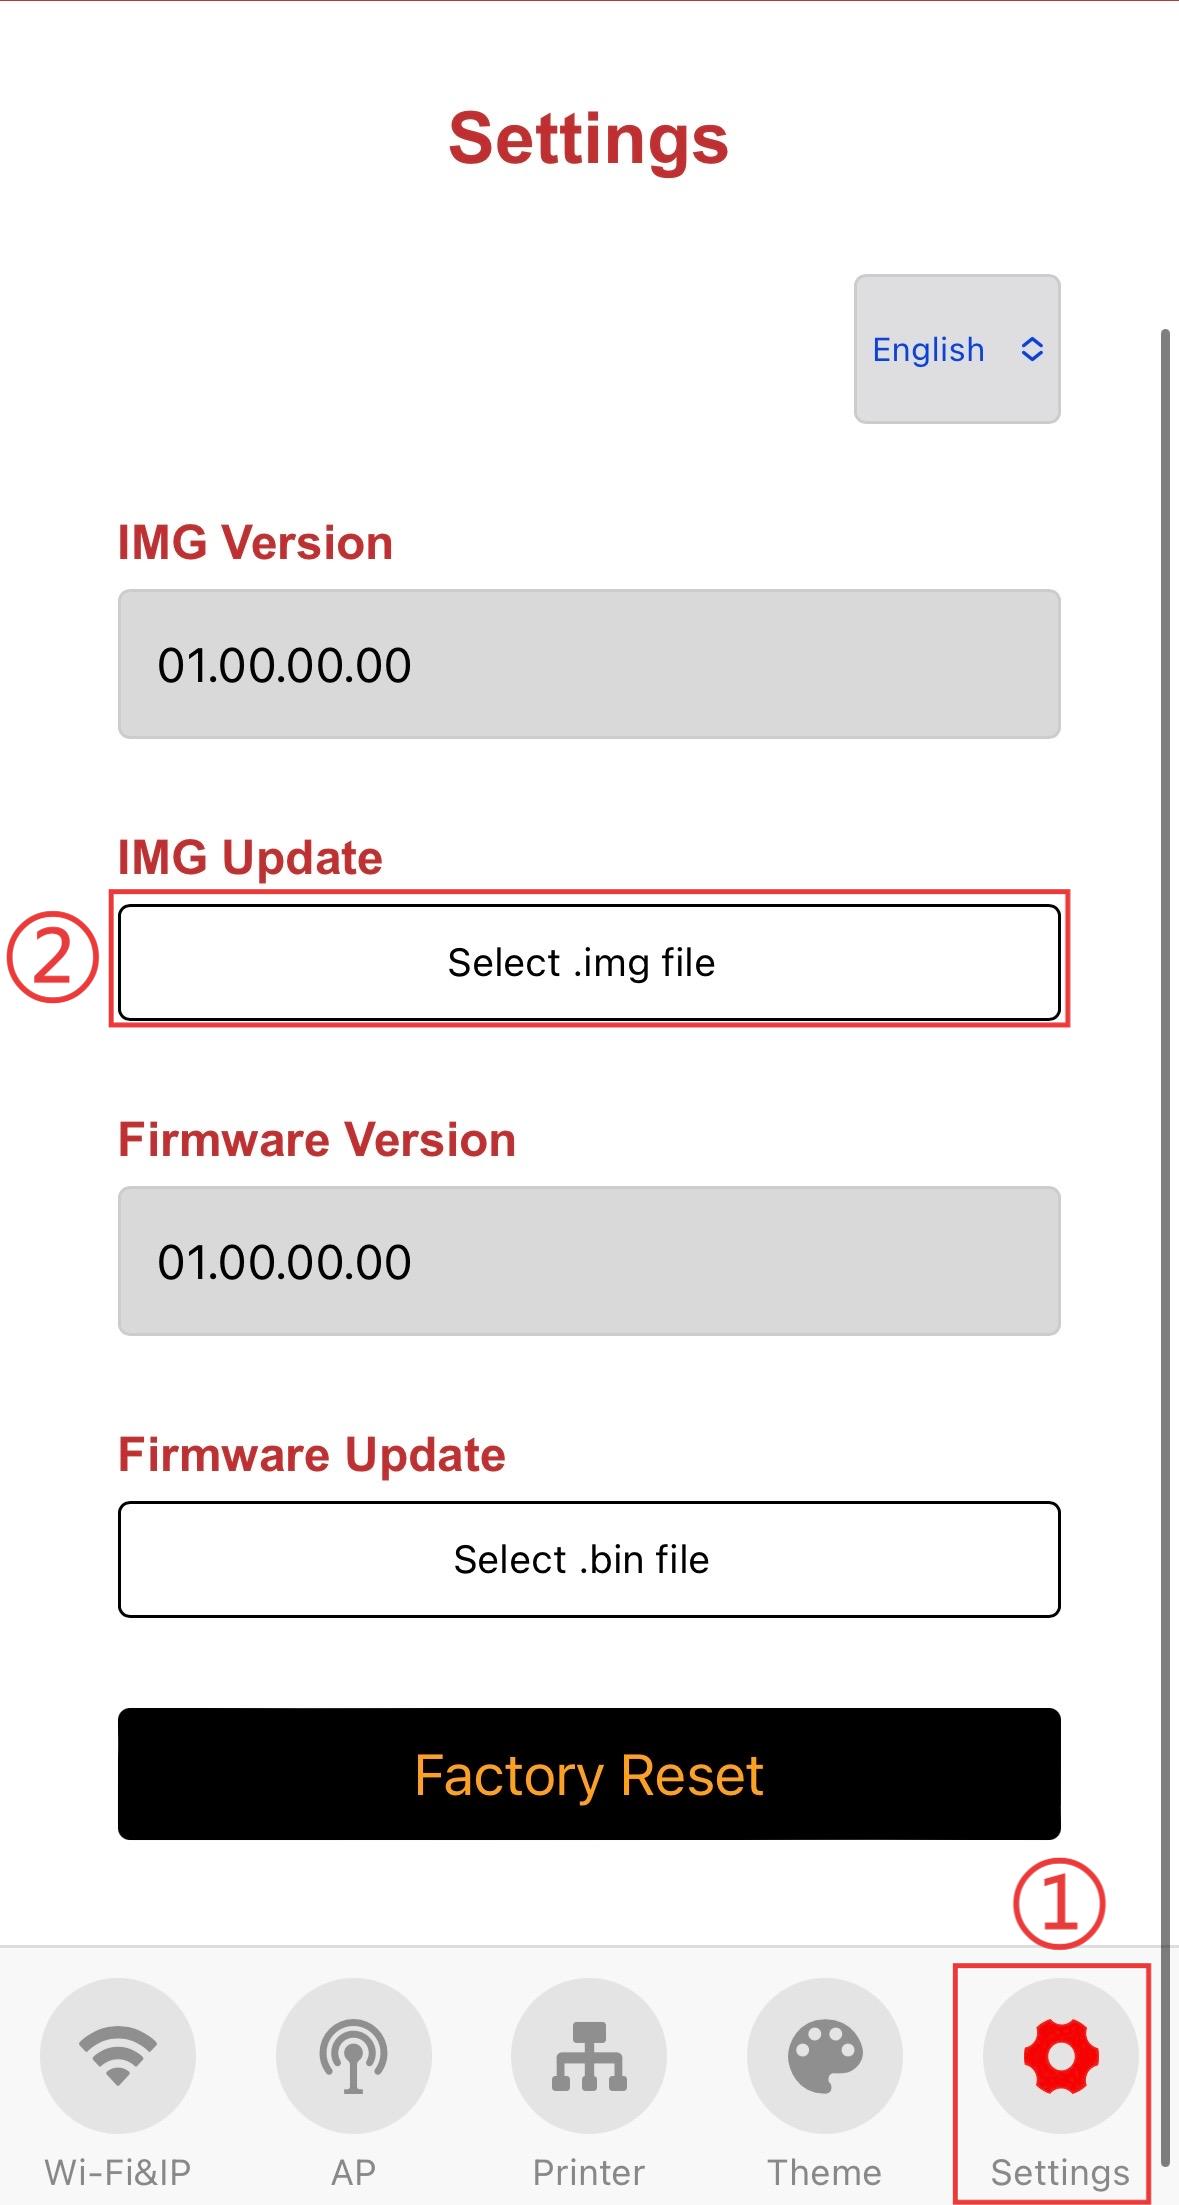 Settings
English
IMG Version
01.00.00.00
IMG Update
② Select .img file
Firmware Version
01.00.00.00
Firmware Update
Select .bin file
Factory Reset
①
Wi-Fi&IP AP Printer Theme Settings